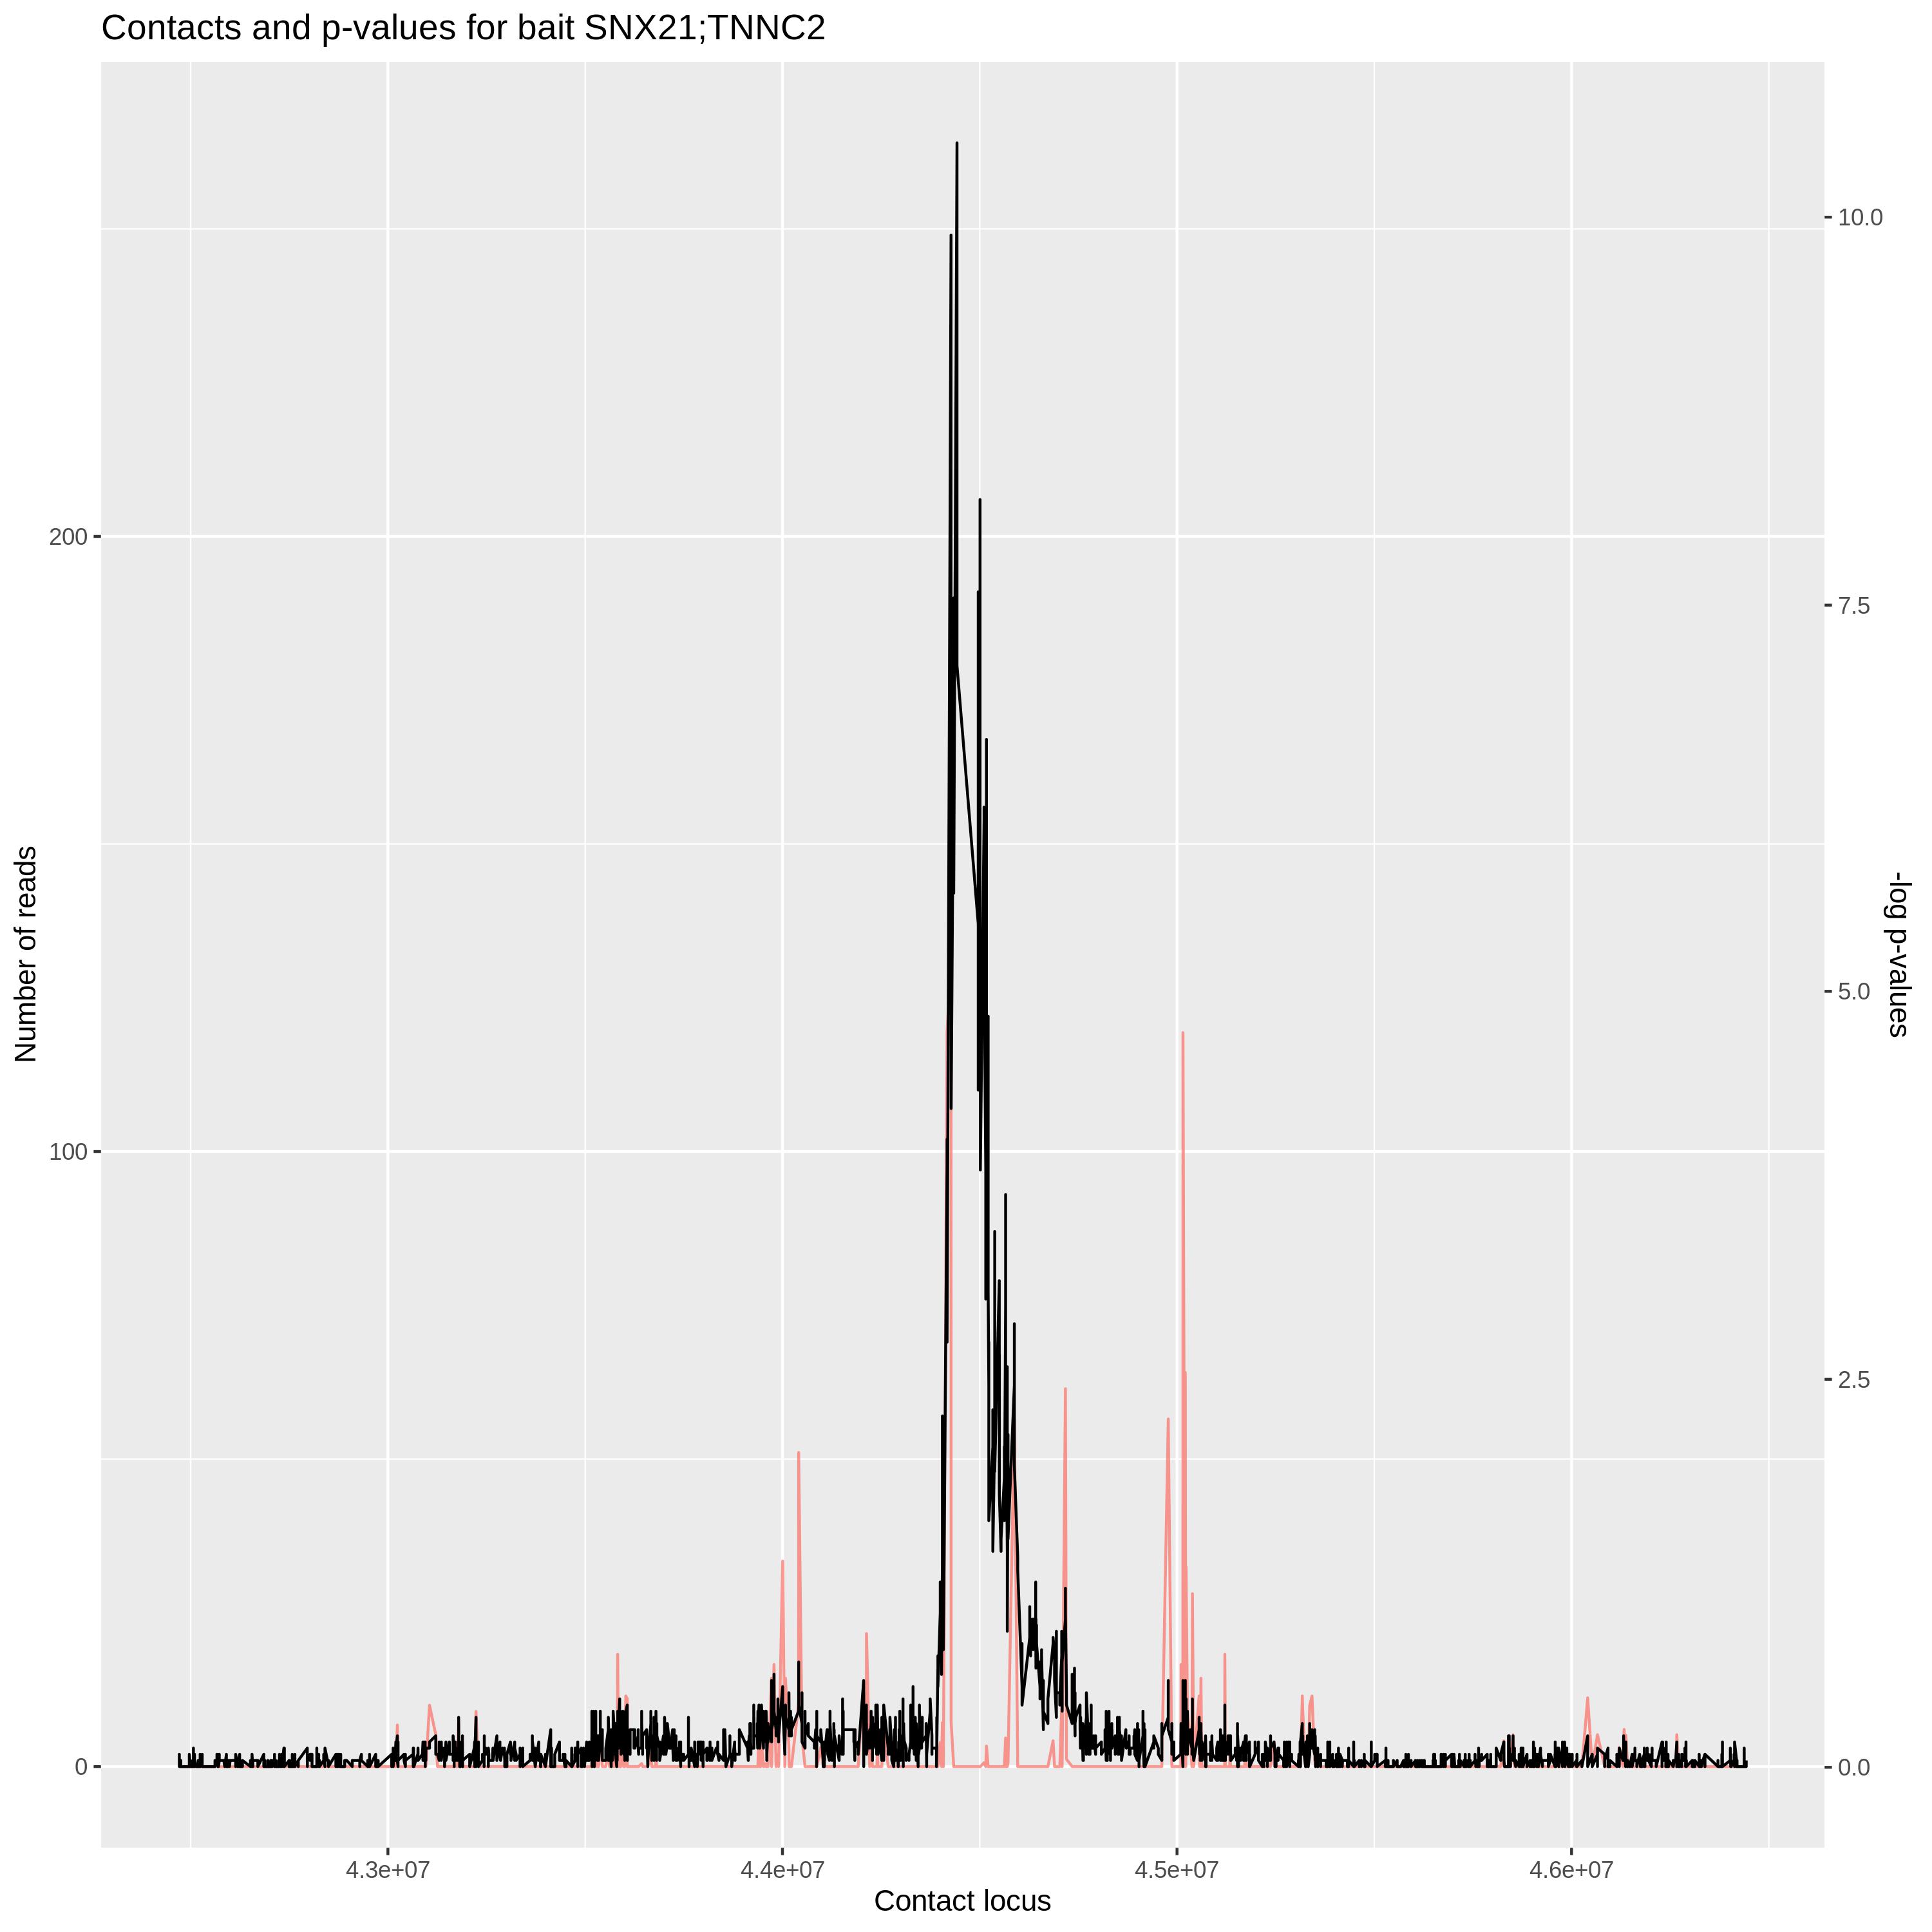 Contacts and p-values for bait SNX21;TNNC2
Number of reads
200
100
0
10.0
7.5
5.0
2.5
0.0
-log p-values
4.3e+07
4.4e+07
4.5e+07
4.6e+07
Contact locus